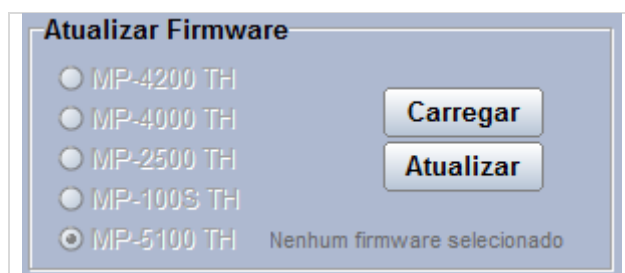 Atualizar Firmware
MP-4200 TH
MP-4000 TH
Carregar
MP-2500 TH
Atualizar
MP-100S TH
MP-5100 TH Nenhum firmware selecionado